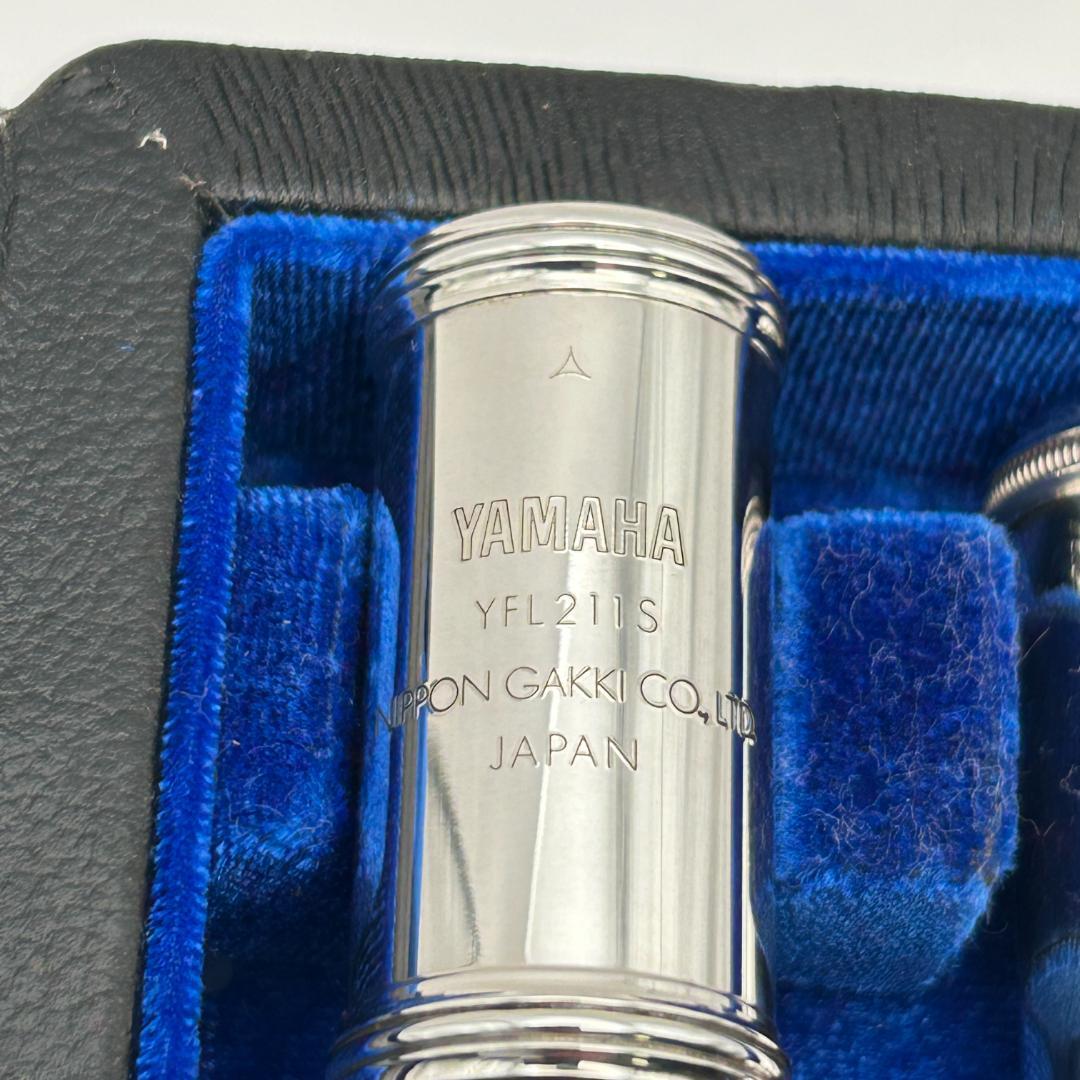 YAMAHA
YFL211S
NIPPON GAKKI CO., LTD.
JAPAN